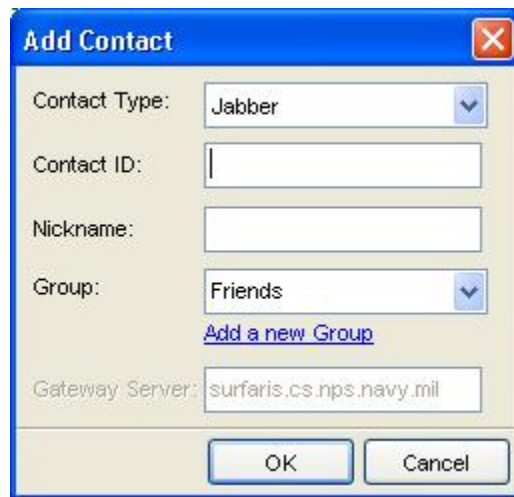 Add Contact
Contact Type: Jabber
Contact ID:
Nickname:
Group: Friends
Add a new Group
Gateway Server: surfaris.cs.nps.navy.mil
OK Cancel